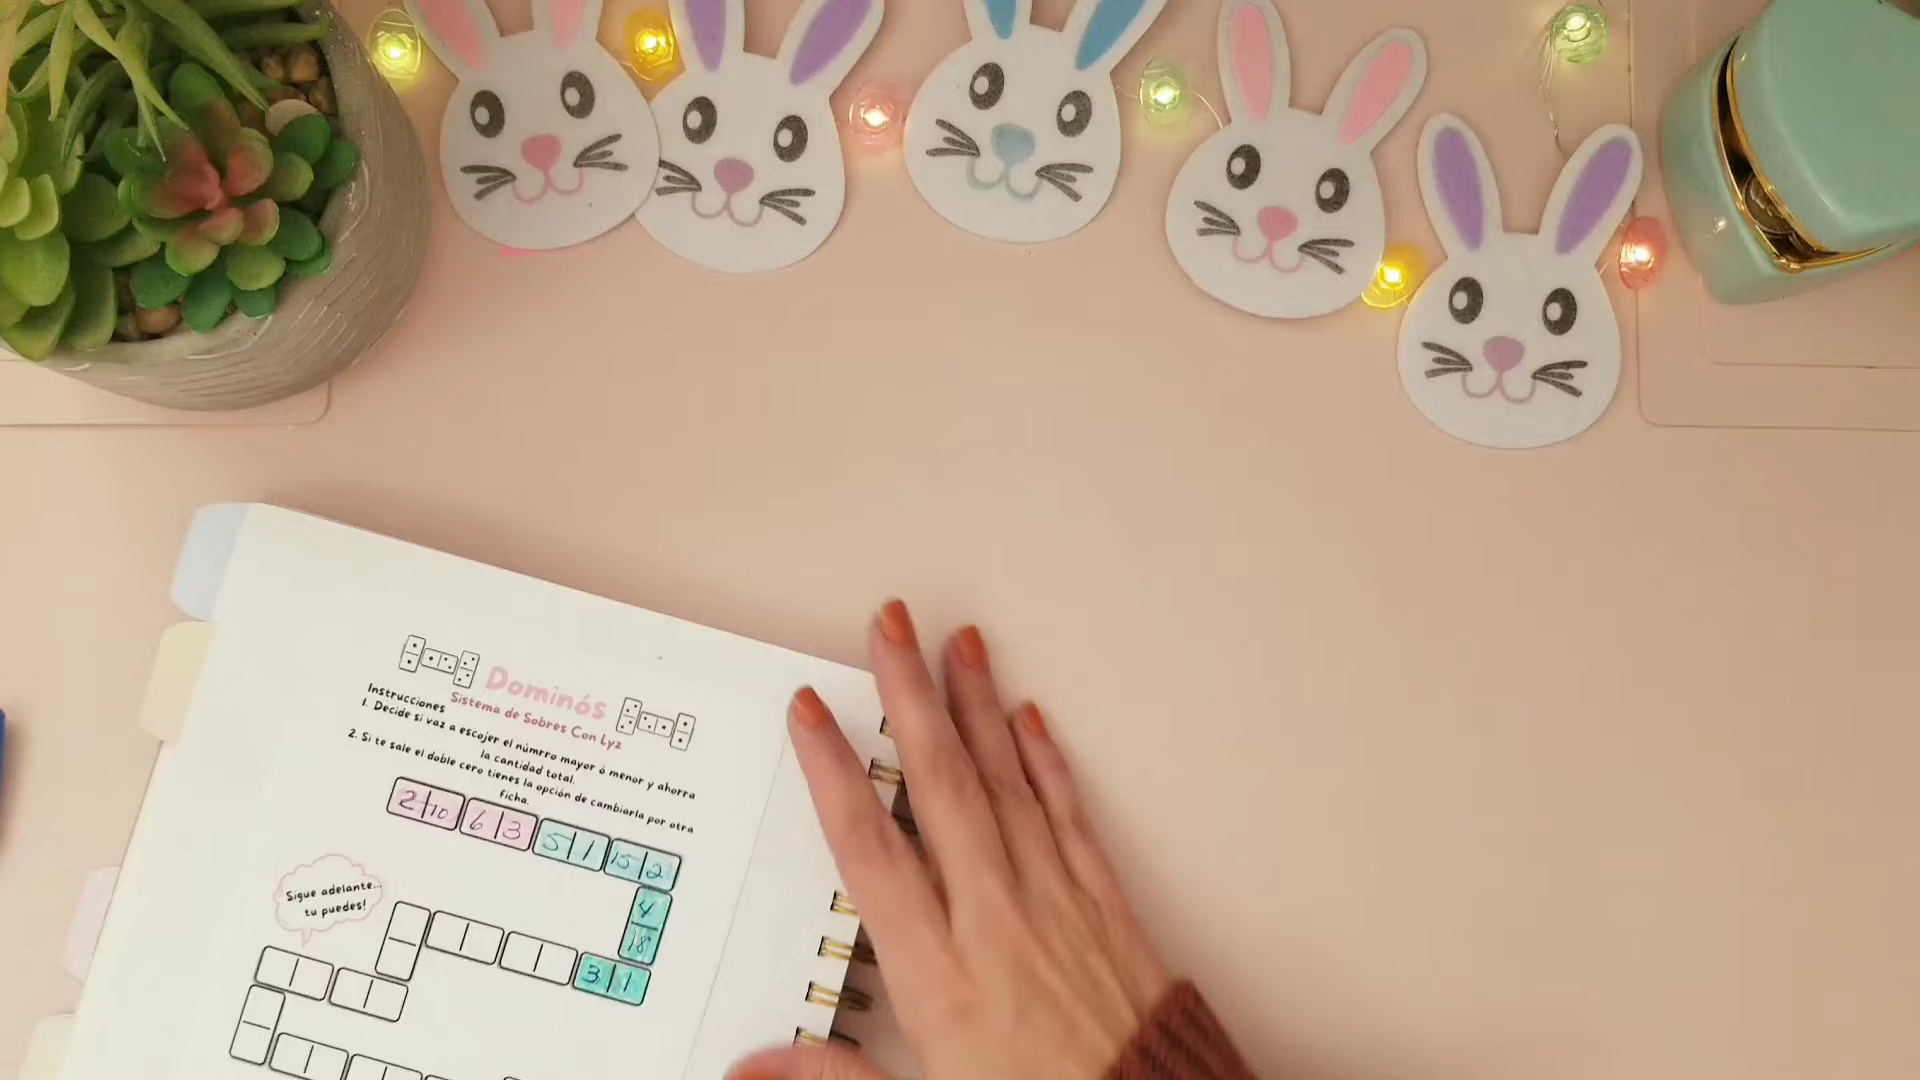 Dominós
Sistema de Sobres Con Lyz
Instrucciones
1. Decide si vaz a escojer el númrro mayor ó menor y ahorra
la cantidad total.
2. Si te sale el doble cero tienes la opción de cambiarla por otra
ficha.
2|10 6|3 5|1 15|2
4
18
3|1
Sigue adelante...
tu puedes!